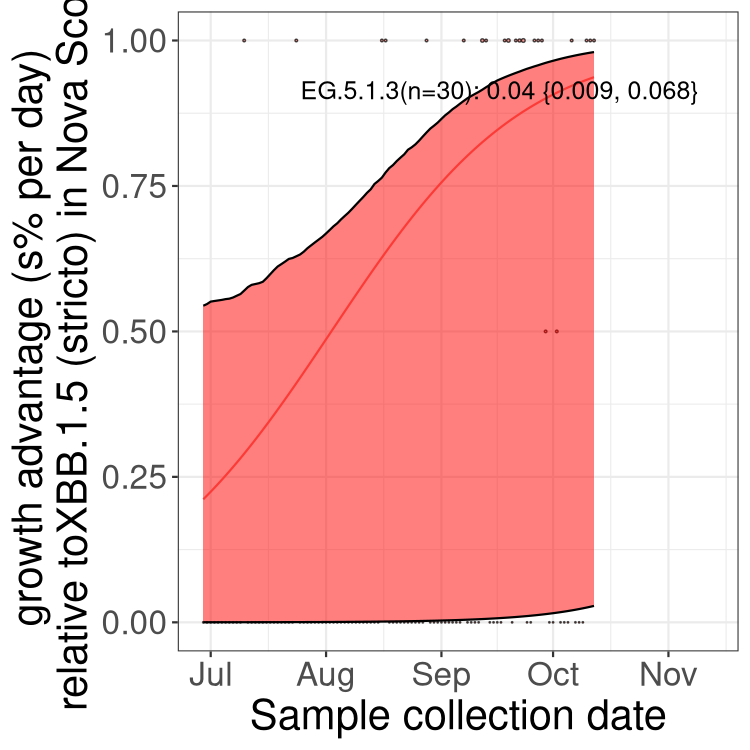 growth advantage (s% per day)
relative toXBB.1.5 (stricto) in Nova Sco
1.00
0.75
0.50
0.25
0.00
EG.5.1.3(n=30): 0.04 {0.009, 0.068}
Jul Aug Sep Oct Nov
Sample collection date